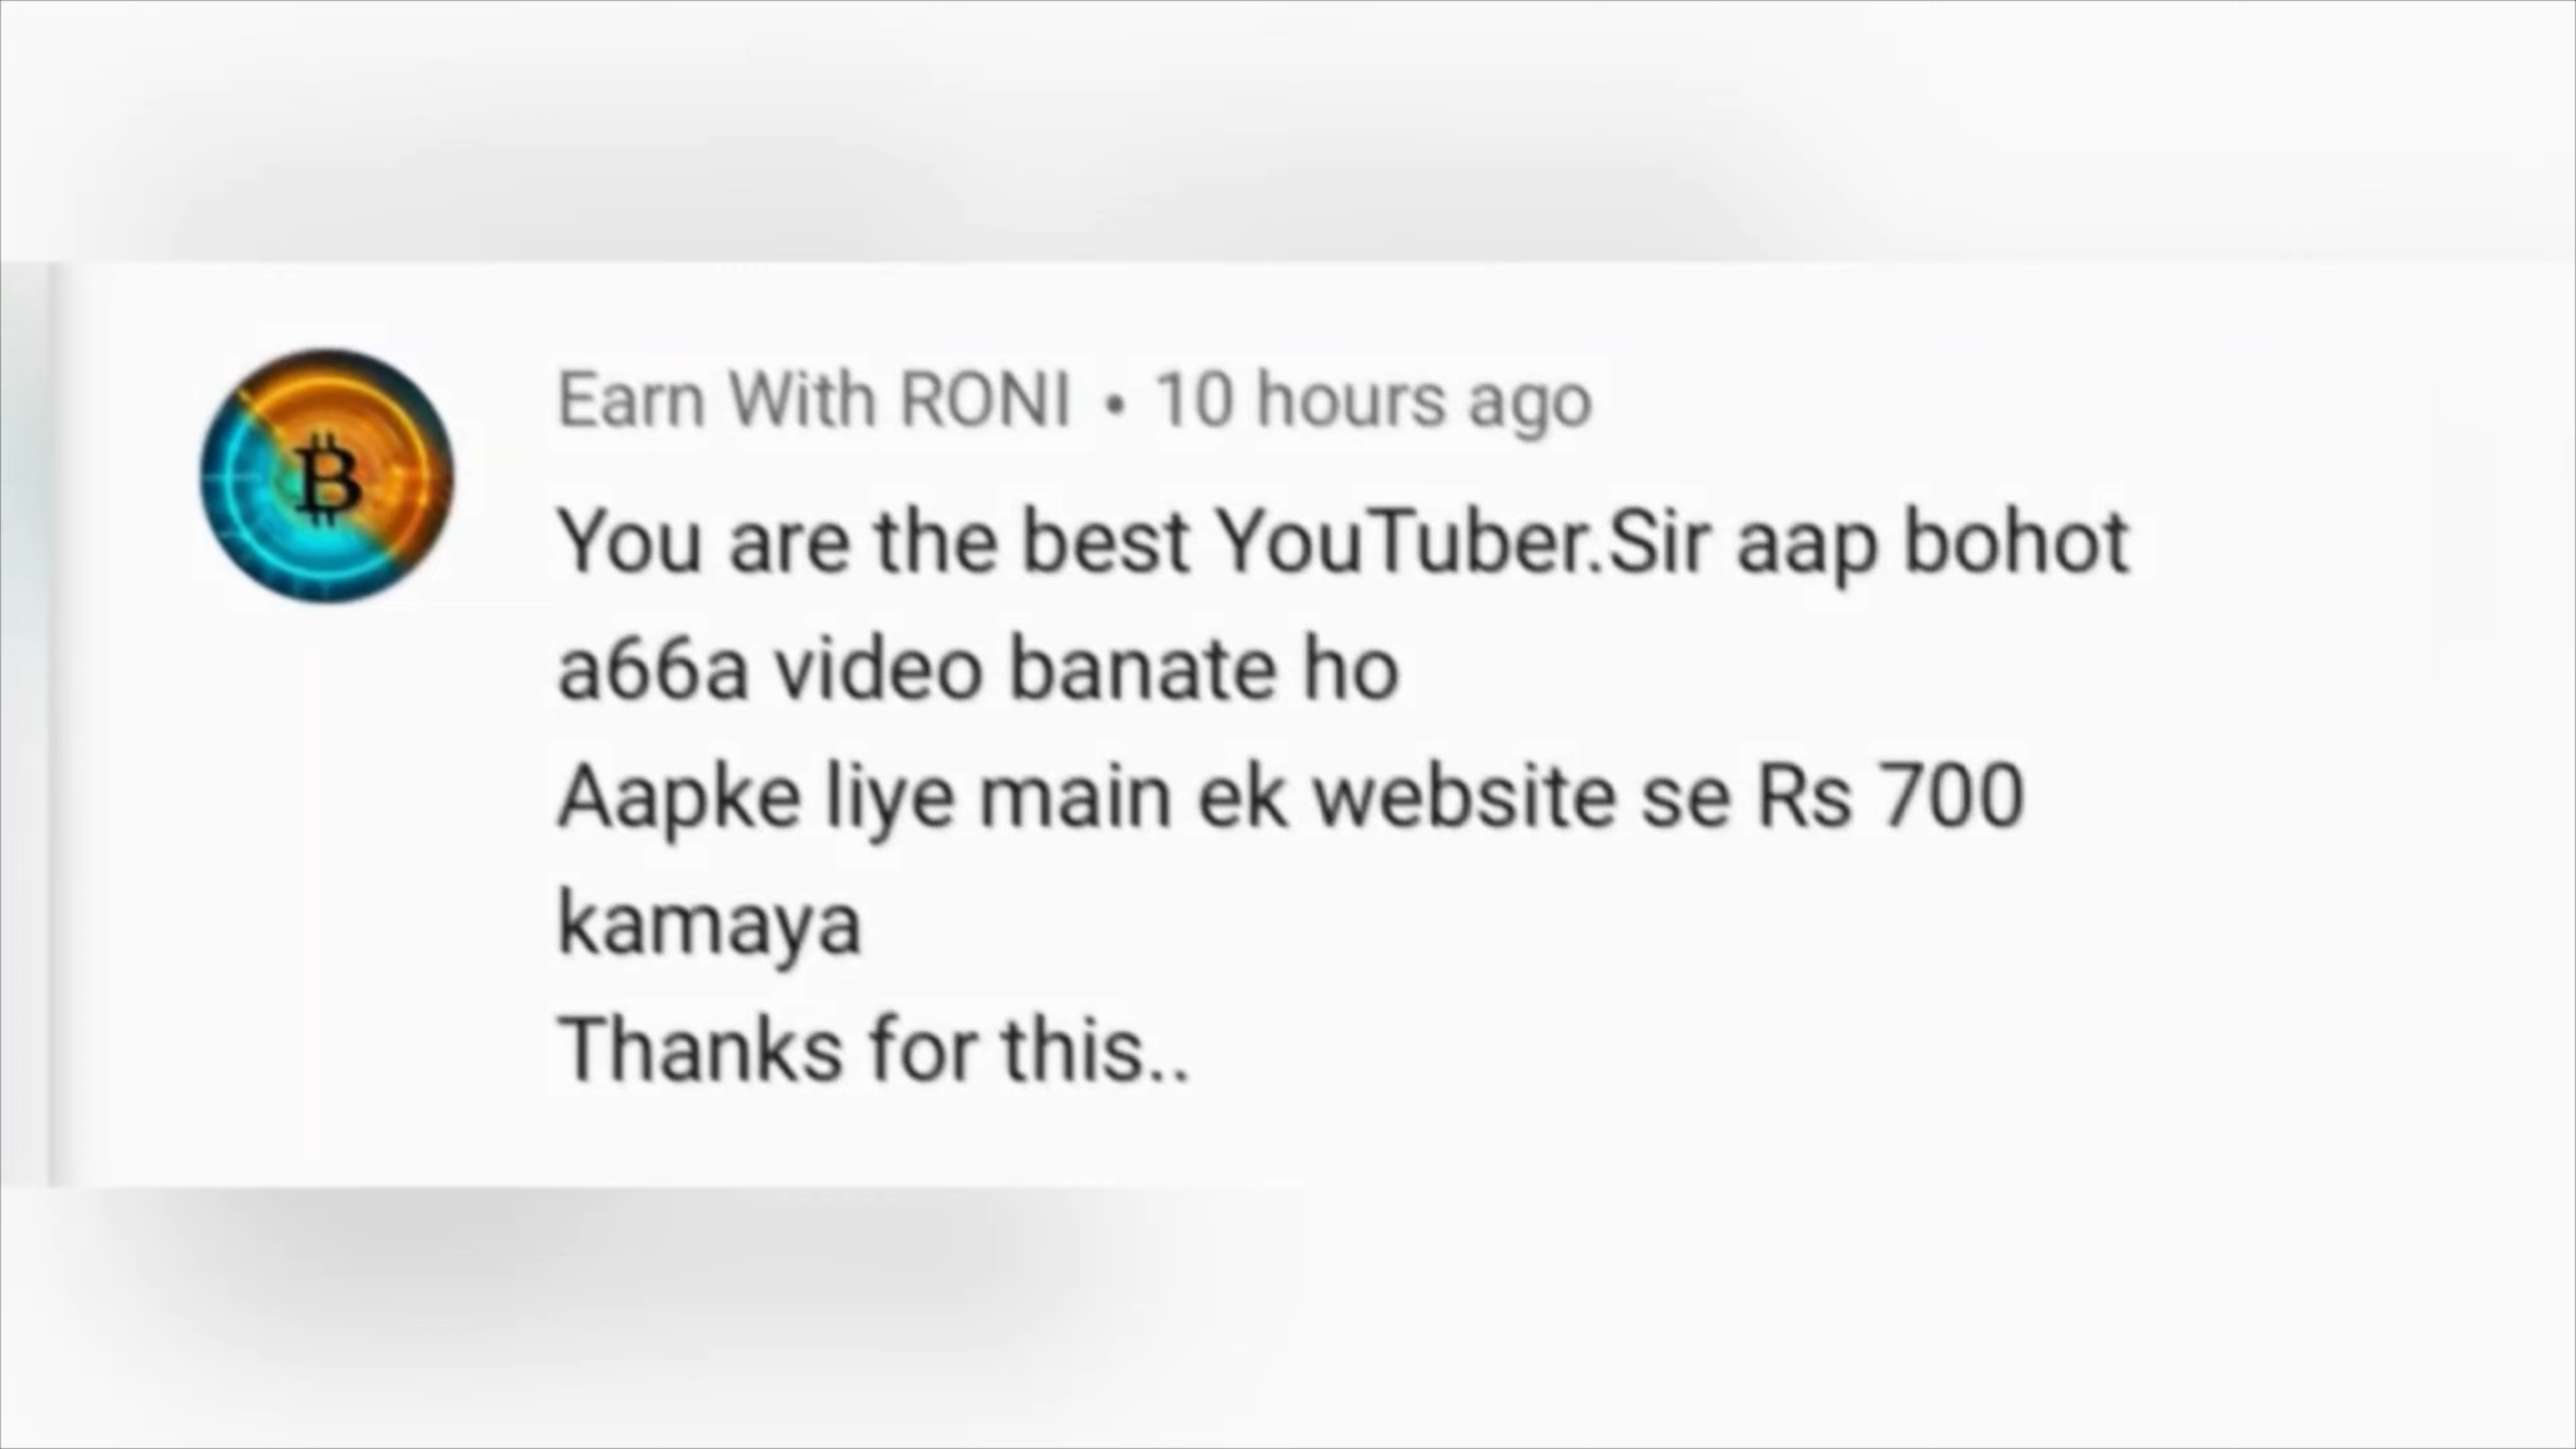 Earn With RONI • 10 hours ago
You are the best YouTuber.Sir aap bohot
a66a video banate ho
Aapke liye main ek website se Rs 700
kamaya
Thanks for this..